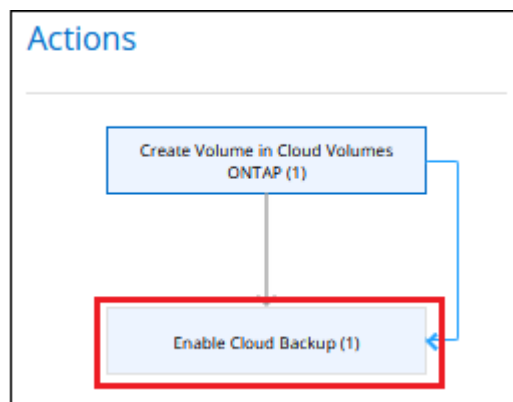 Actions
Create Volume in Cloud Volumes
ONTAP (1)
Enable Cloud Backup (1)